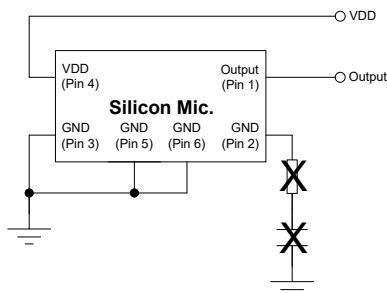 VDD
VDD
(Pin 4)
Output
(Pin 1)
Output
Silicon Mic.
GND
(Pin 3)
GND
(Pin 5)
GND
(Pin 6)
GND
(Pin 2)